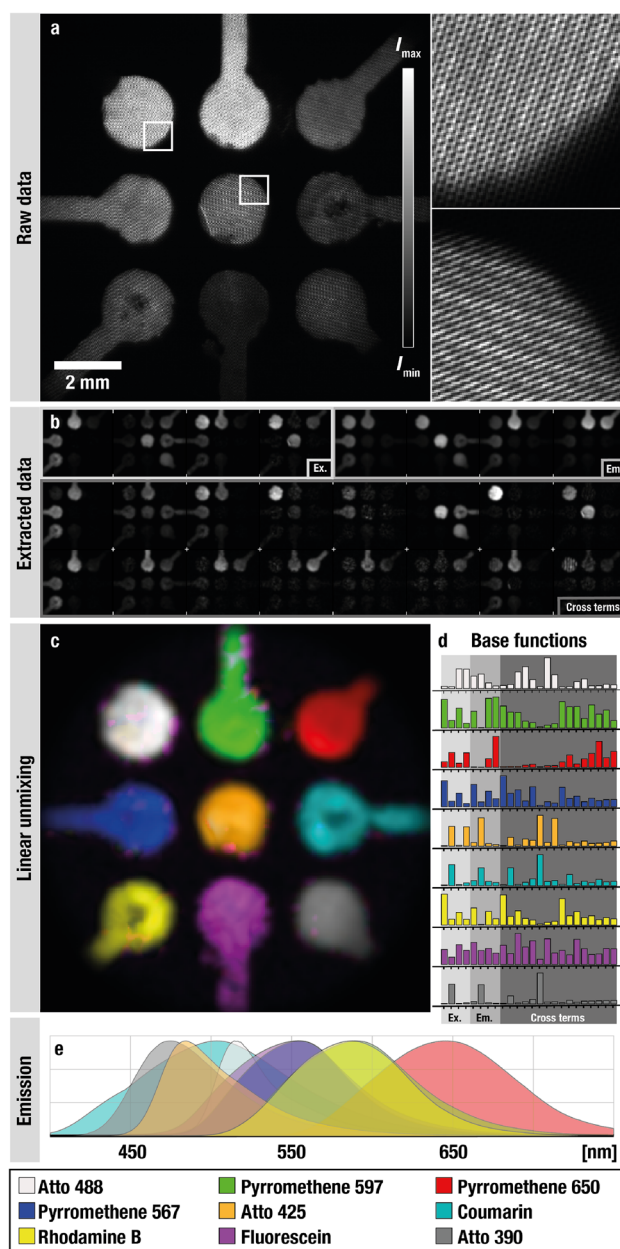 Raw data
a
Imax
Imin
2 mm
Extracted data
b
Ex.
Em
Cross terms
Linear unmixing
c
d Base functions
Ex. Em. Cross terms
Emission
e
450 550 650 [nm]
Atto 488 Pyrromethene 597 Pyrromethene 650
Pyrromethene 567 Atto 425 Coumarin
Rhodamine B Fluorescein Atto 390